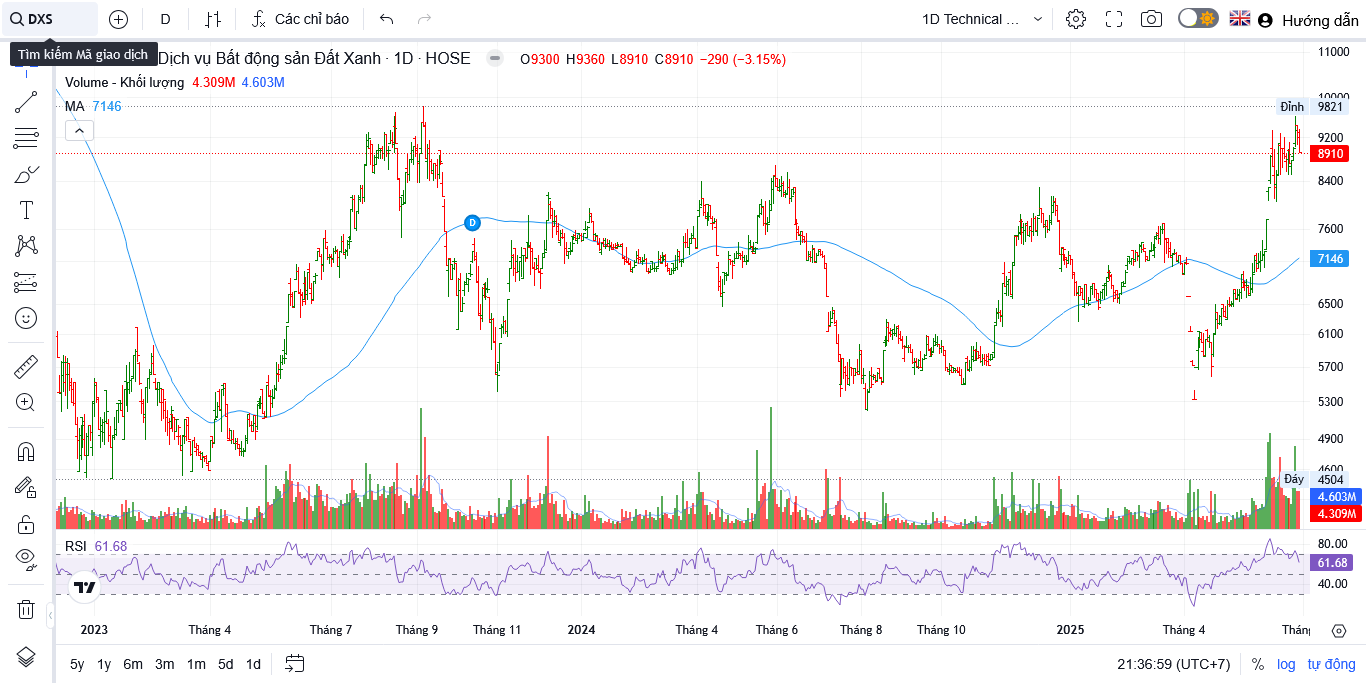 DXS D Các chỉ báo 1D Technical ... Hướng dẫn
Tìm kiếm Mã giao dịch
Dịch vụ Bất động sản Đất Xanh · 1D · HOSE O9300 H9360 L8910 C8910 −290 (−3.15%)
Volume - Khối lượng 4.309M 4.603M
MA 7146
D
11000
10000
Đỉnh 9821
9200
8910
8400
7600
7146
6500
6100
5700
5300
4900
4600
Đáy 4504
4.603M
4.309M
RSI 61.68
80.00
61.68
40.00
2023 Tháng 4 Tháng 7 Tháng 9 Tháng 11 2024 Tháng 4 Tháng 6 Tháng 8 Tháng 10 2025 Tháng 4 Tháng
5y 1y 6m 3m 1m 5d 1d 21:36:59 (UTC+7) % log tự động